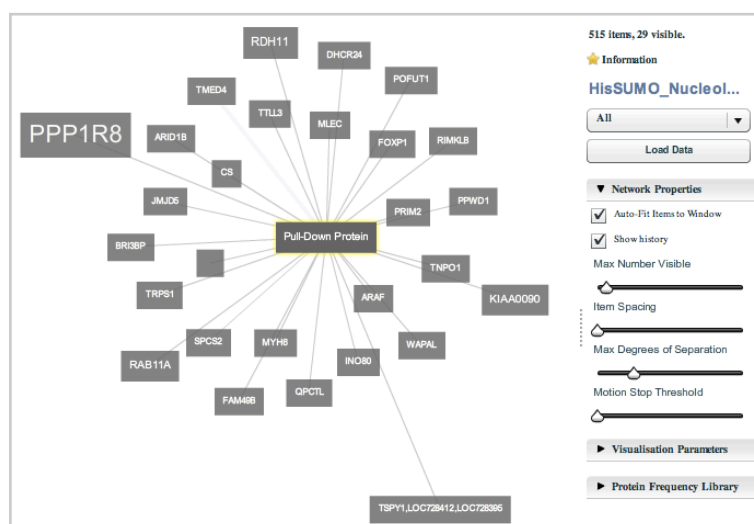 RDH11
DHCR24
POFUT1
TMED4
TTLL3
MLEC
PPP1R8
ARID1B
FOXP1
RIMKLB
CS
JMJD5
PRIM2
PPWD1
Pull-Down Protein
BRI3BP
TNPO1
TRPS1
ARAF
KIAA0090
SPCS2
MYH6
WAPAL
RAB11A
INO80
FAM49B
QPCTL
TSPY1,LOC728412,LOC728395
515 items, 29 visible.
Information
HisSUMO_Nucleol...
All
Load Data
Network Properties
Auto-Fit Items to Window
Show history
Max Number Visible
Item Spacing
Max Degrees of Separation
Motion Stop Threshold
Visualisation Parameters
Protein Frequency Library